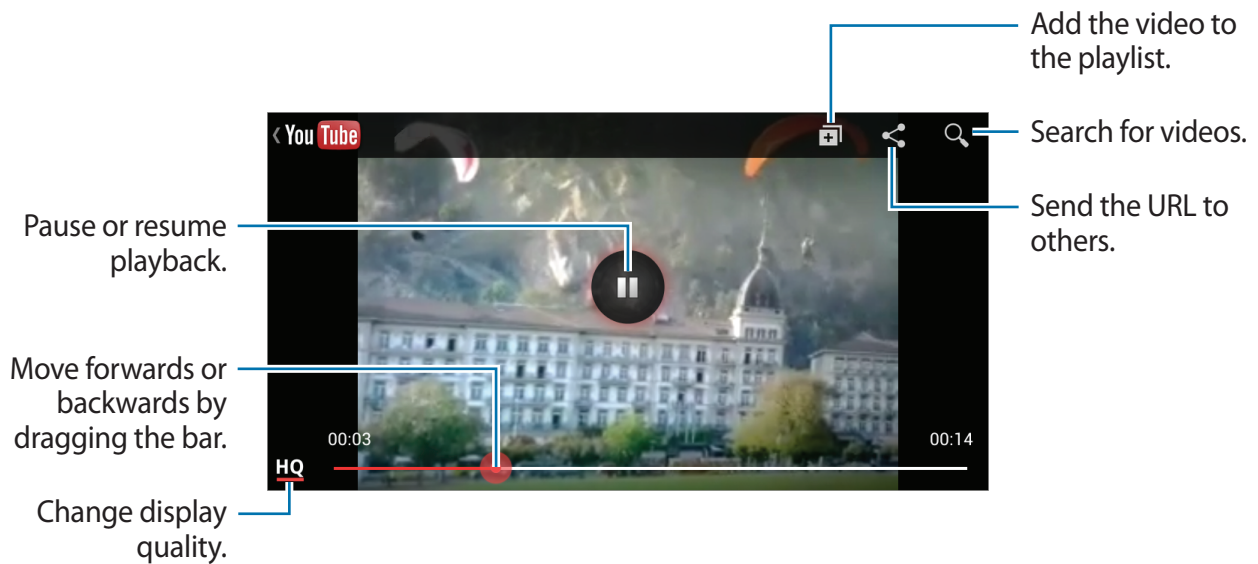 Add the video to
the playlist.
‹ You Tube
Search for videos.
Send the URL to
others.
Pause or resume
playback.
Move forwards or
backwards by
dragging the bar.
00:03
00:14
HQ
Change display
quality.